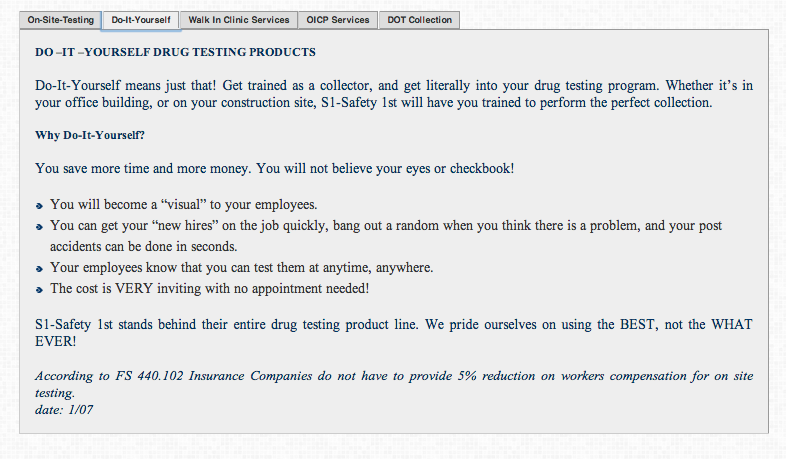 On-Site-Testing Do-It-Yourself Walk In Clinic Services OICP Services DOT Collection
DO –IT –YOURSELF DRUG TESTING PRODUCTS
Do-It-Yourself means just that! Get trained as a collector, and get literally into your drug testing program. Whether it’s in
your office building, or on your construction site, S1-Safety 1st will have you trained to perform the perfect collection.
Why Do-It-Yourself?
You save more time and more money. You will not believe your eyes or checkbook!
You will become a “visual” to your employees.
You can get your “new hires” on the job quickly, bang out a random when you think there is a problem, and your post
accidents can be done in seconds.
Your employees know that you can test them at anytime, anywhere.
The cost is VERY inviting with no appointment needed!
S1-Safety 1st stands behind their entire drug testing product line. We pride ourselves on using the BEST, not the WHAT
EVER!
According to FS 440.102 Insurance Companies do not have to provide 5% reduction on workers compensation for on site
testing.
date: 1/07